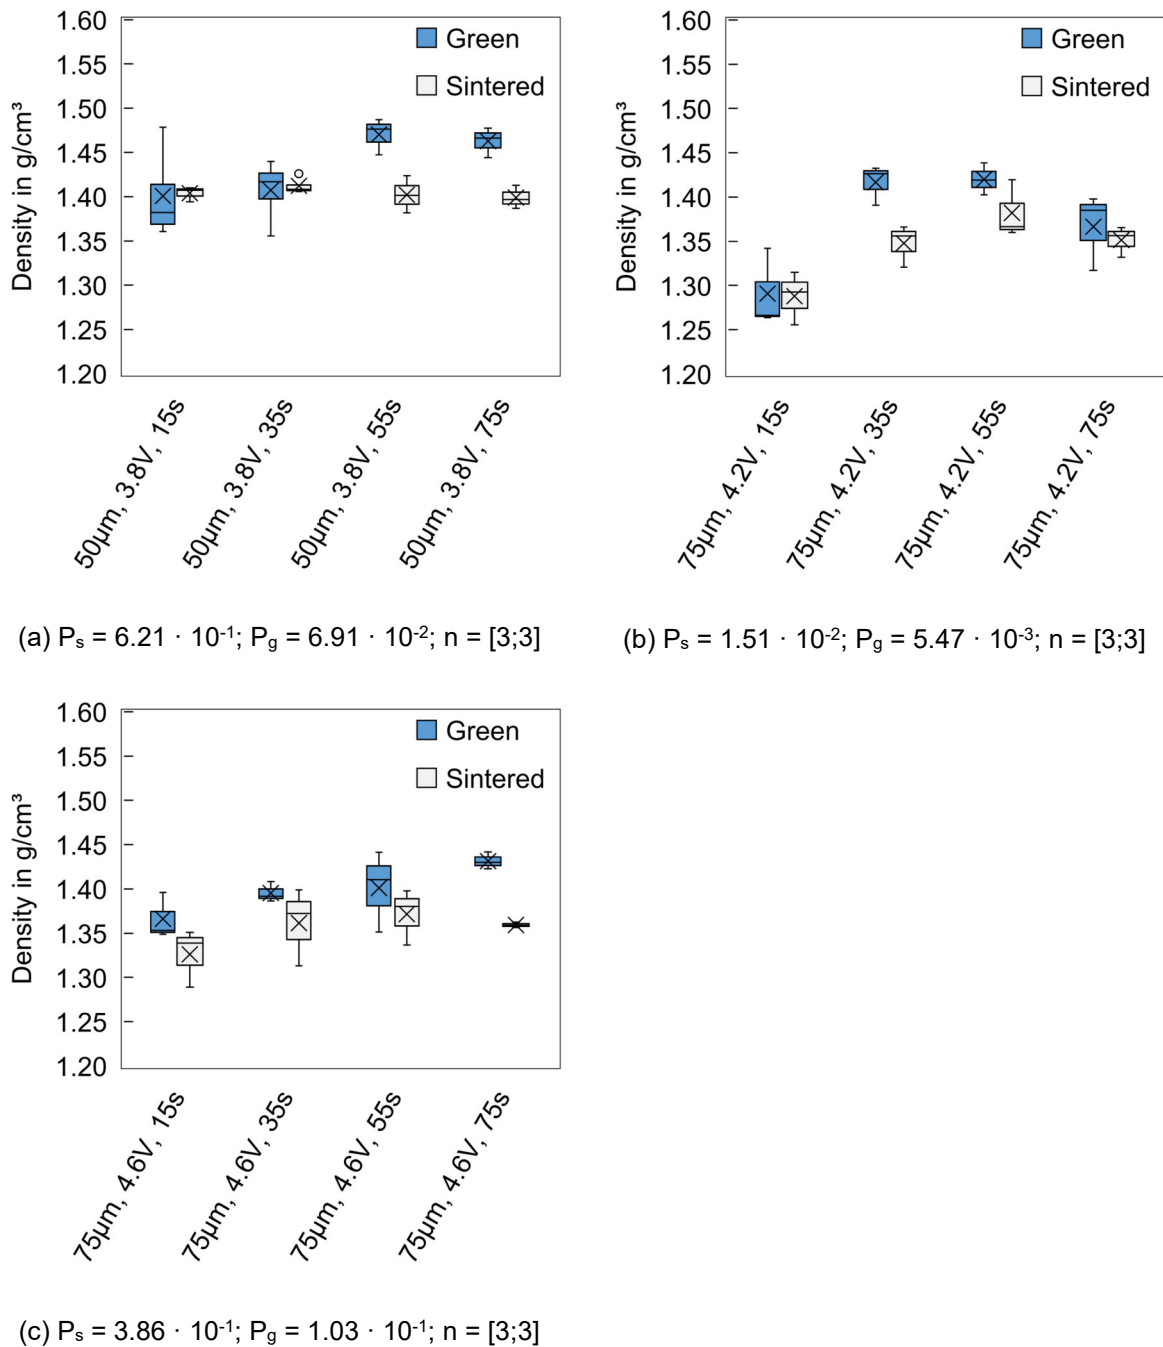 1.60
1.55
1.50
1.45
1.40
1.35
1.30
1.25
1.20
Density in g/cm³
Green
Sintered
50µm, 3.8V, 15s
50µm, 3.8V, 35s
50µm, 3.8V, 55s
50µm, 3.8V, 75s
(a) Pₛ = 6.21 · 10⁻¹; P_g = 6.91 · 10⁻²; n = [3;3]
1.60
1.55
1.50
1.45
1.40
1.35
1.30
1.25
1.20
Density in g/cm³
Green
Sintered
75µm, 4.2V, 15s
75µm, 4.2V, 35s
75µm, 4.2V, 55s
75µm, 4.2V, 75s
(b) Pₛ = 1.51 · 10⁻²; P_g = 5.47 · 10⁻³; n = [3;3]
1.60
1.55
1.50
1.45
1.40
1.35
1.30
1.25
1.20
Density in g/cm³
Green
Sintered
75µm, 4.6V, 15s
75µm, 4.6V, 35s
75µm, 4.6V, 55s
75µm, 4.6V, 75s
(c) Pₛ = 3.86 · 10⁻¹; P_g = 1.03 · 10⁻¹; n = [3;3]